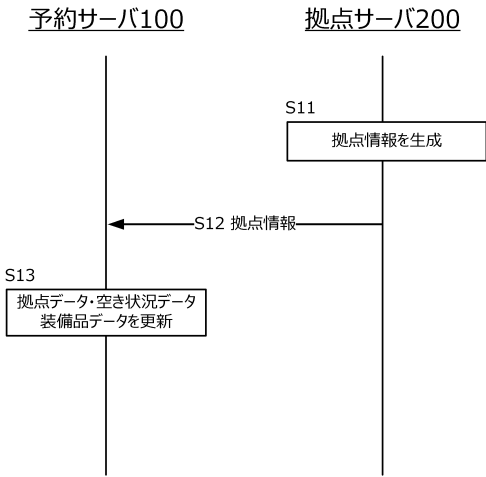 予約サーバ100
拠点サーバ200
S11
拠点情報を生成
S12 拠点情報
S13
拠点データ・空き状況データ
装備品データを更新